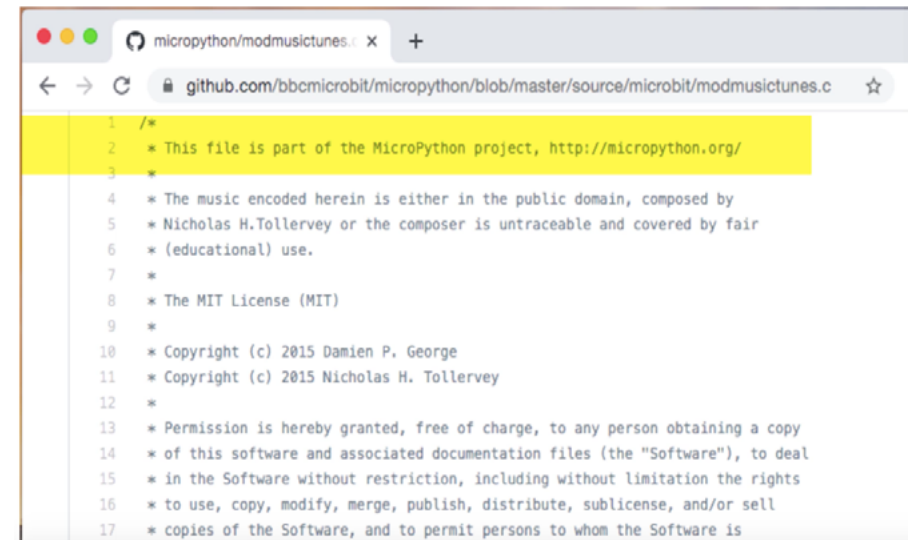 micropython/modmusictunes.c
github.com/bbcmicrobit/micropython/blob/master/source/microbit/modmusictunes.c
1 /*
2 * This file is part of the MicroPython project, http://micropython.org/
3 *
4 * The music encoded herein is either in the public domain, composed by
5 * Nicholas H.Tollervey or the composer is untraceable and covered by fair
6 * (educational) use.
7 *
8 * The MIT License (MIT)
9 *
10 * Copyright (c) 2015 Damien P. George
11 * Copyright (c) 2015 Nicholas H. Tollervey
12 *
13 * Permission is hereby granted, free of charge, to any person obtaining a copy
14 * of this software and associated documentation files (the "Software"), to deal
15 * in the Software without restriction, including without limitation the rights
16 * to use, copy, modify, merge, publish, distribute, sublicense, and/or sell
17 * copies of the Software, and to permit persons to whom the Software is